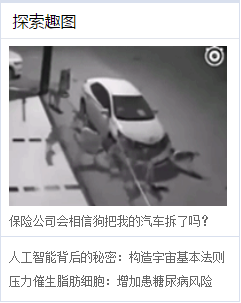 探索趣图
保险公司会相信狗把我的汽车拆了吗？
人工智能背后的秘密：构造宇宙基本法则
压力催生脂肪细胞：增加患糖尿病风险